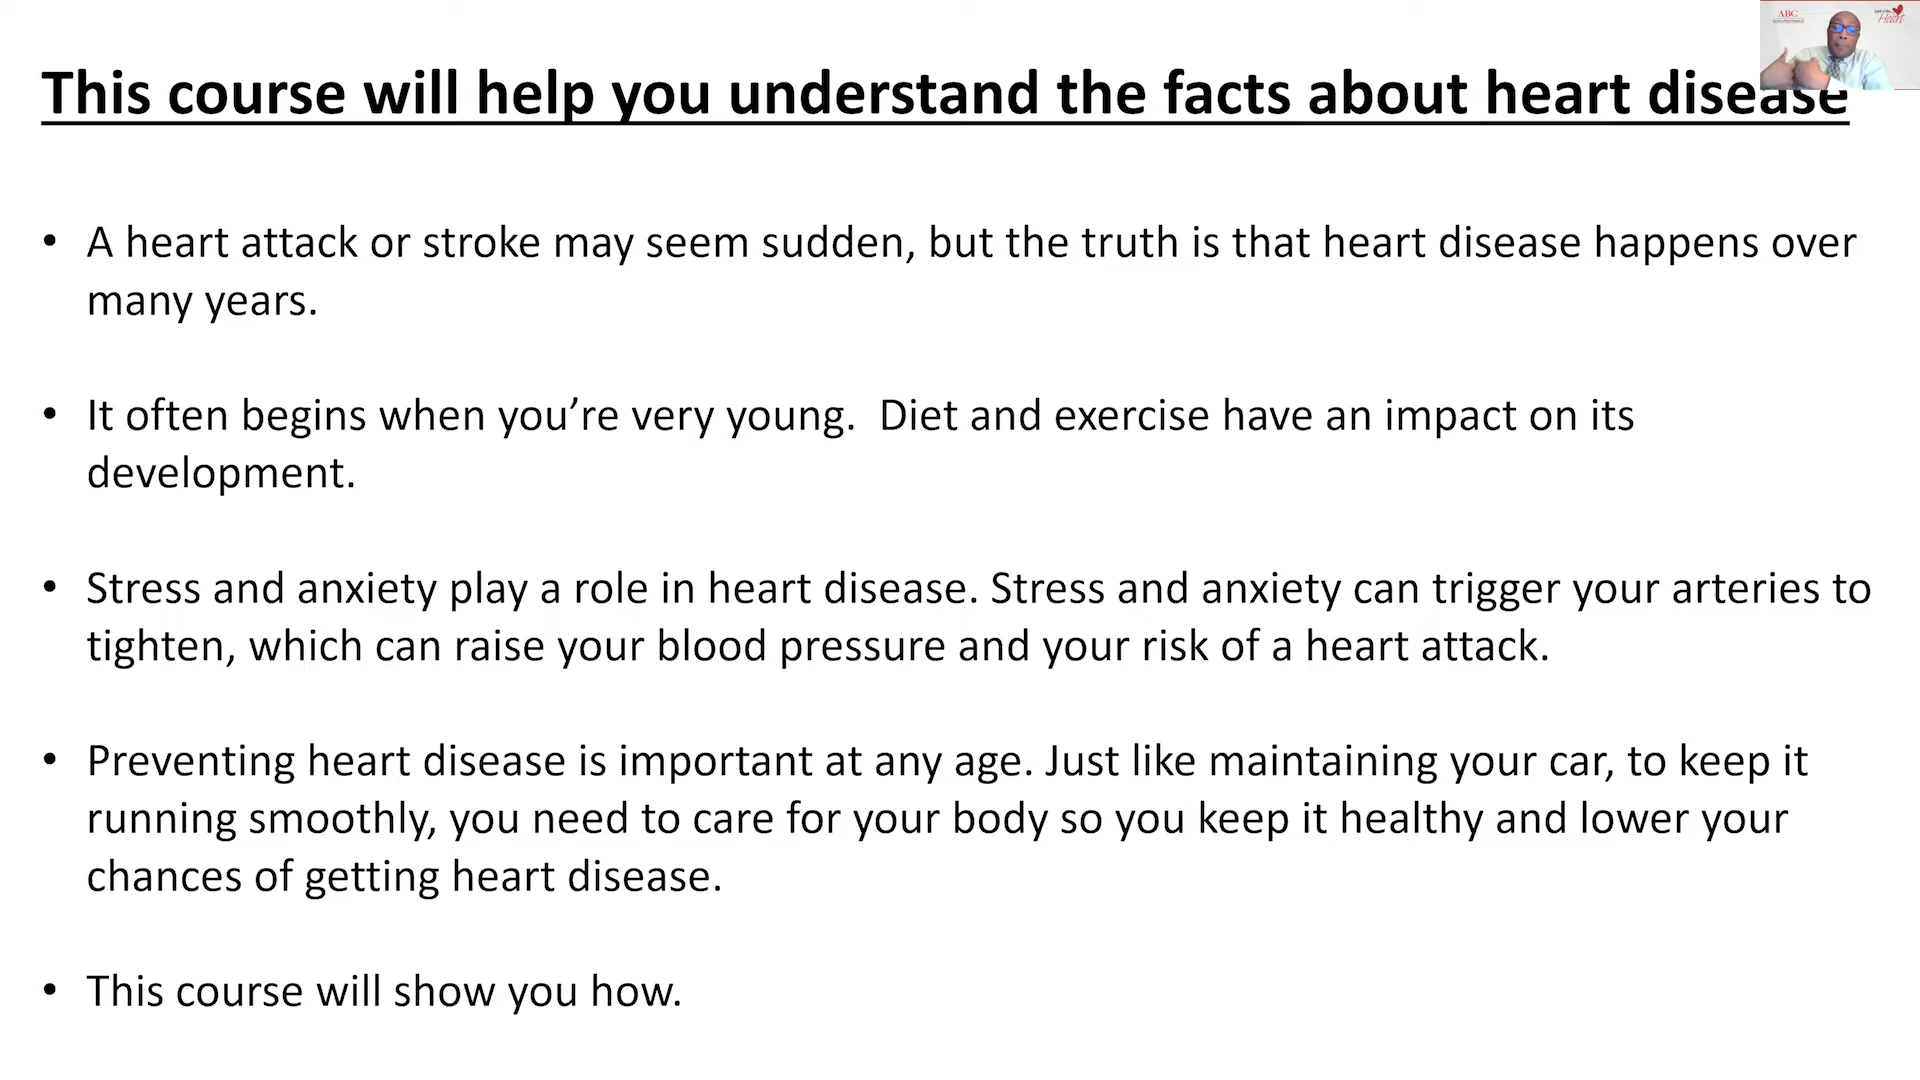 ABC
Heart
This course will help you understand the facts about heart disease
• A heart attack or stroke may seem sudden, but the truth is that heart disease happens over
many years.
• It often begins when you’re very young.  Diet and exercise have an impact on its
development.
• Stress and anxiety play a role in heart disease. Stress and anxiety can trigger your arteries to
tighten, which can raise your blood pressure and your risk of a heart attack.
• Preventing heart disease is important at any age. Just like maintaining your car, to keep it
running smoothly, you need to care for your body so you keep it healthy and lower your
chances of getting heart disease.
• This course will show you how.